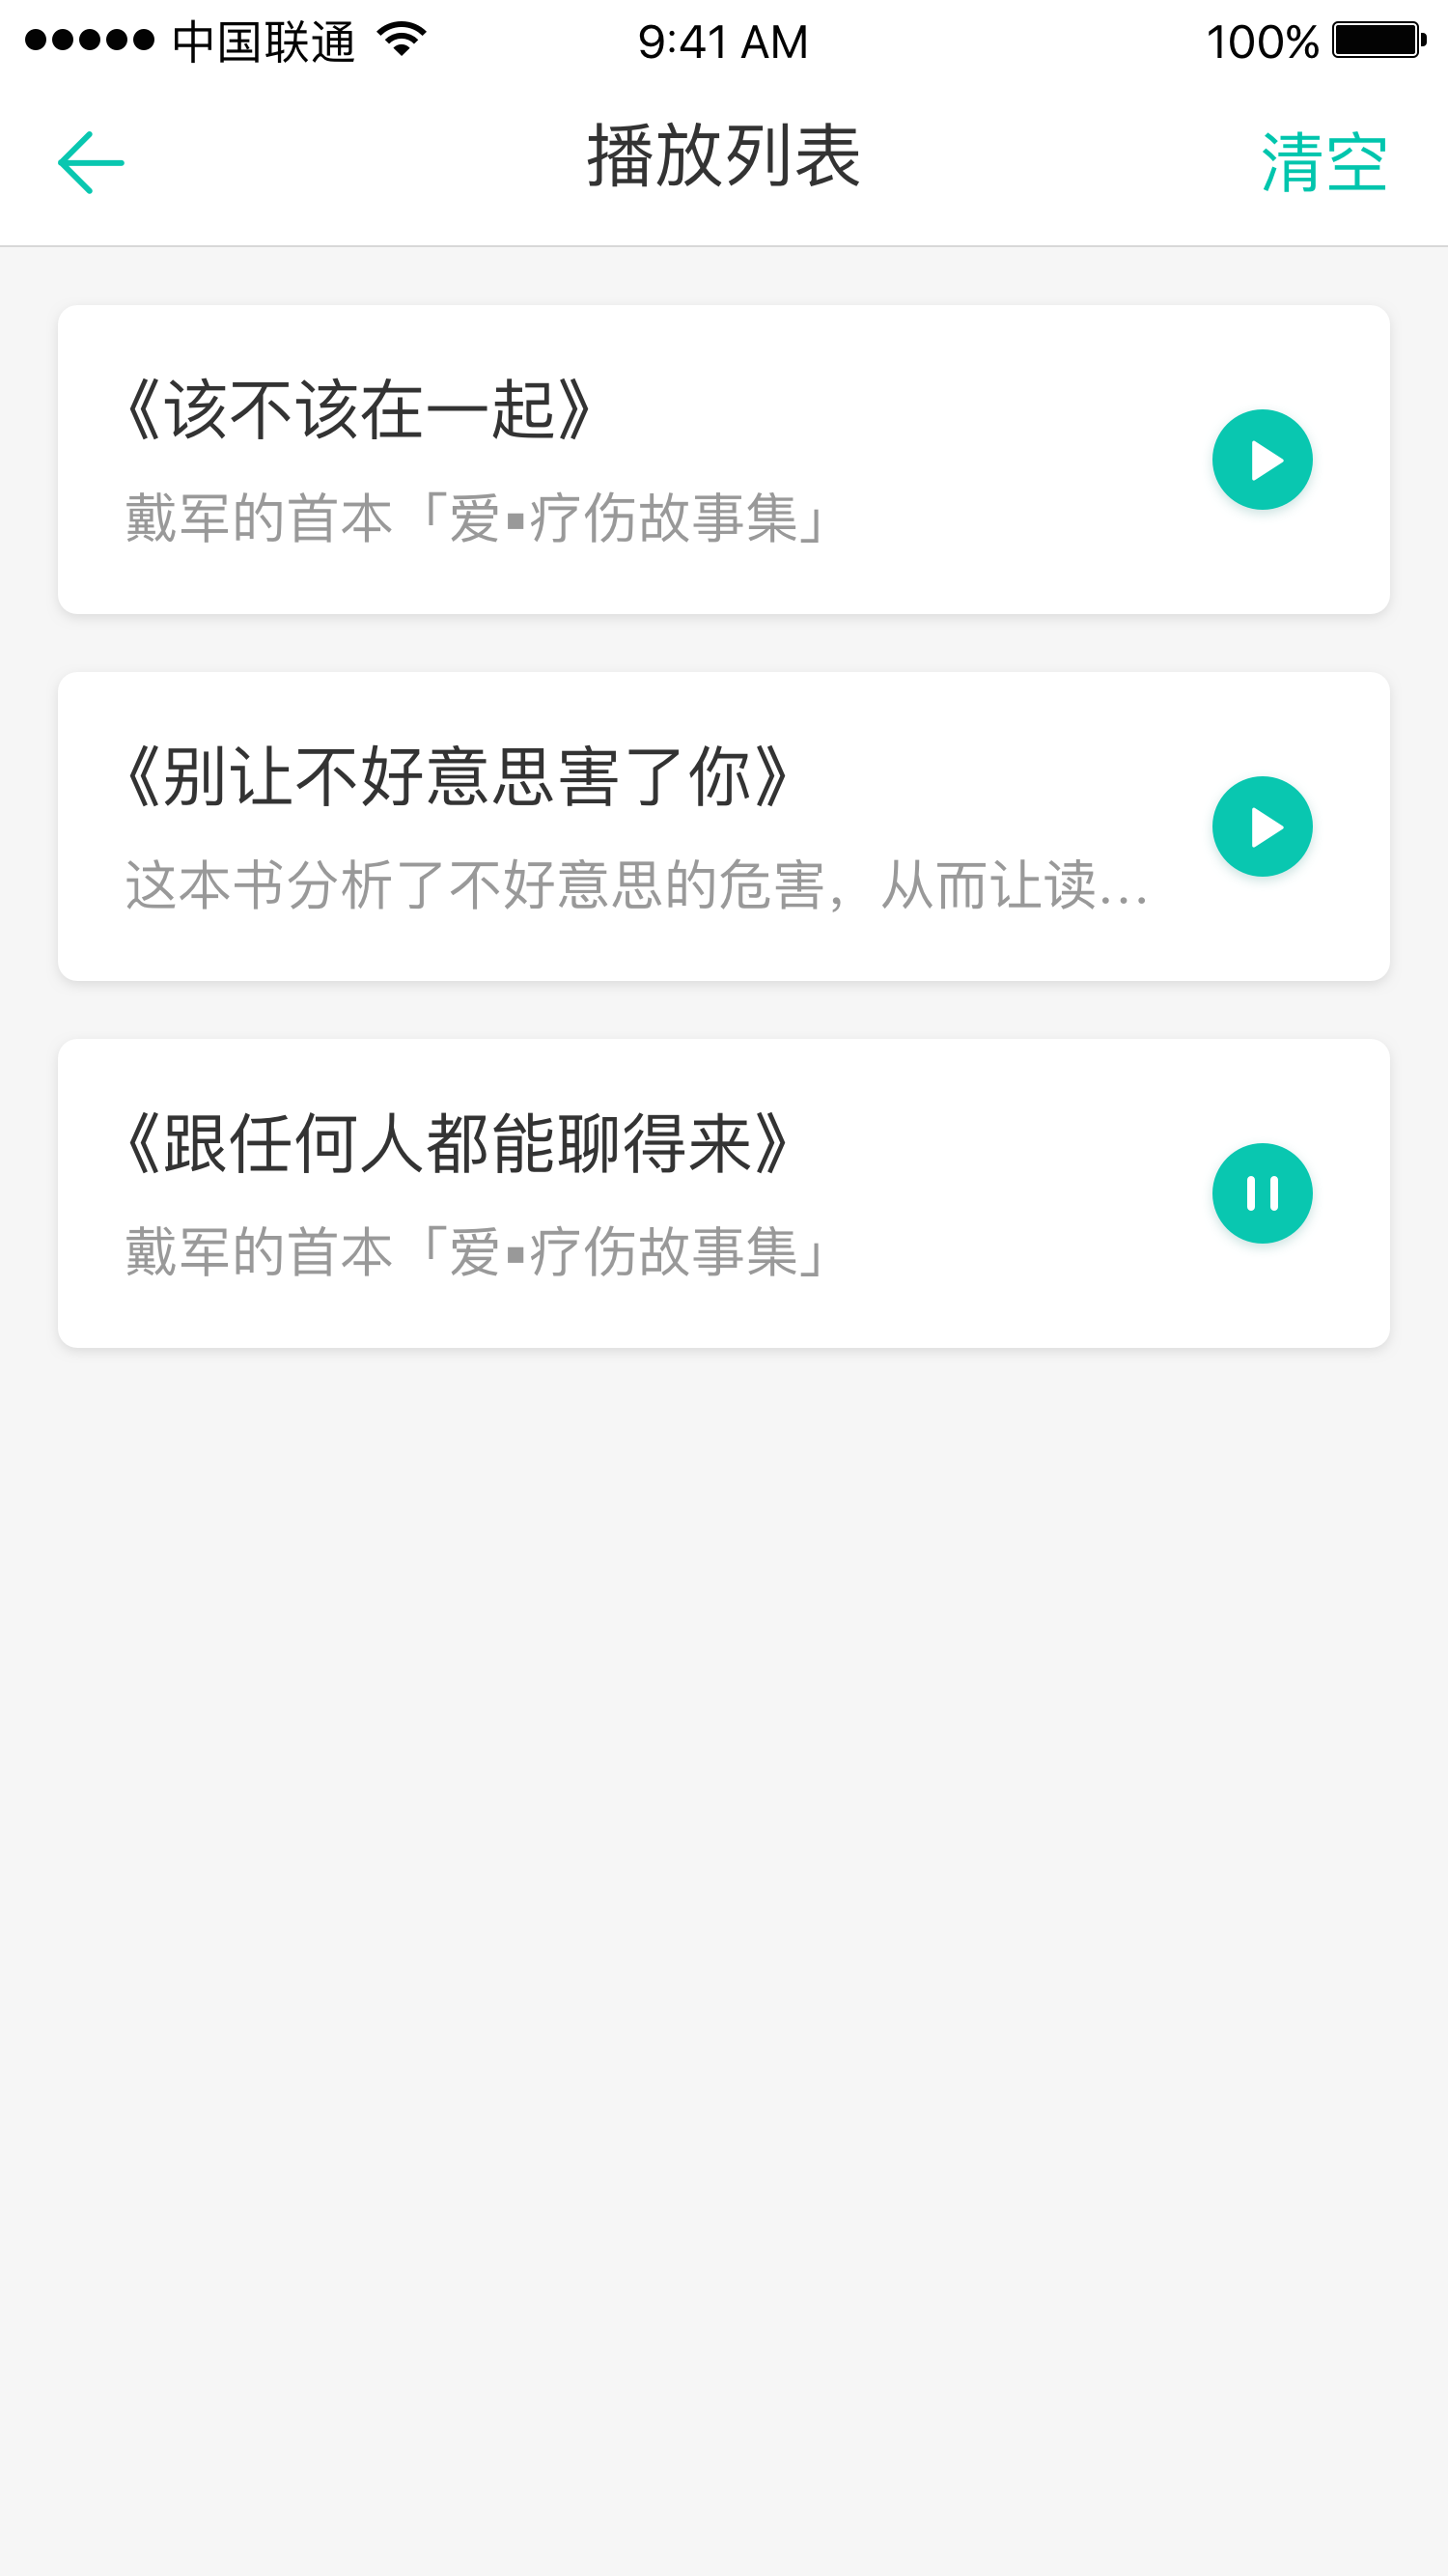 中国联通 9:41 AM 100%
播放列表 清空
《该不该在一起》
戴军的首本「爱▪疗伤故事集」
《别让不好意思害了你》
这本书分析了不好意思的危害，从而让读…
《跟任何人都能聊得来》
戴军的首本「爱▪疗伤故事集」